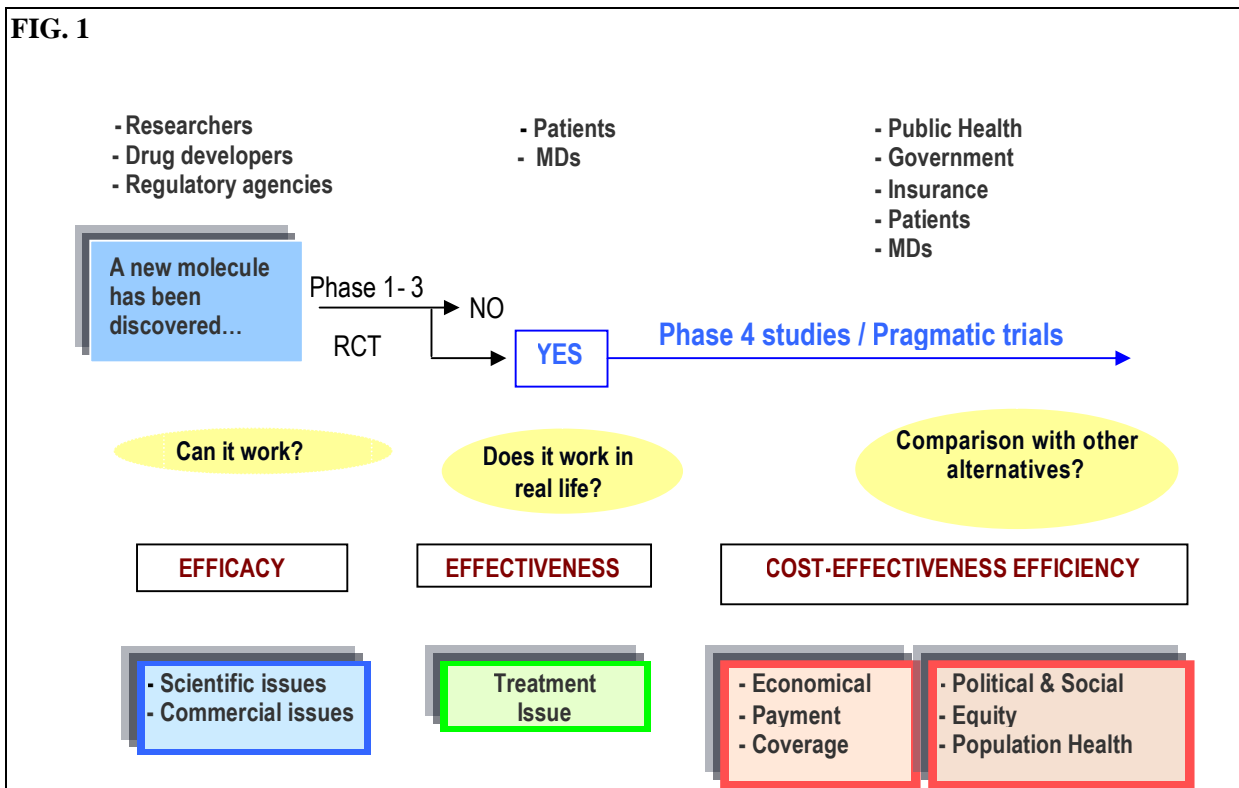 FIG. 1
- Researchers
- Drug developers
- Regulatory agencies
- Patients
- MDs
- Public Health
- Government
- Insurance
- Patients
- MDs
A new molecule
has been
discovered…
Phase 1- 3
RCT
NO
YES
Phase 4 studies / Pragmatic trials
Can it work?
Does it work in
real life?
Comparison with other
alternatives?
EFFICACY
EFFECTIVENESS
COST-EFFECTIVENESS EFFICIENCY
- Scientific issues
- Commercial issues
Treatment
Issue
- Economical
- Payment
- Coverage
- Political & Social
- Equity
- Population Health